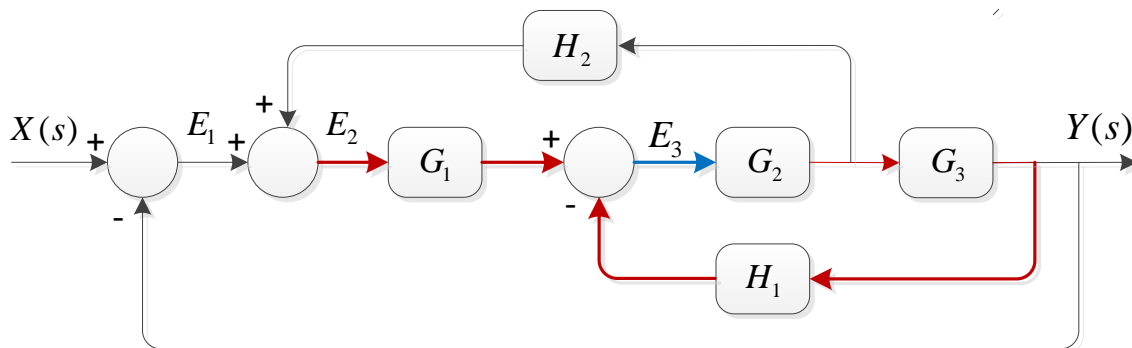 H₂
+
X(s)
+
E₁
+
E₂
G₁
+
E₃
G₂
G₃
Y(s)
-
-
H₁